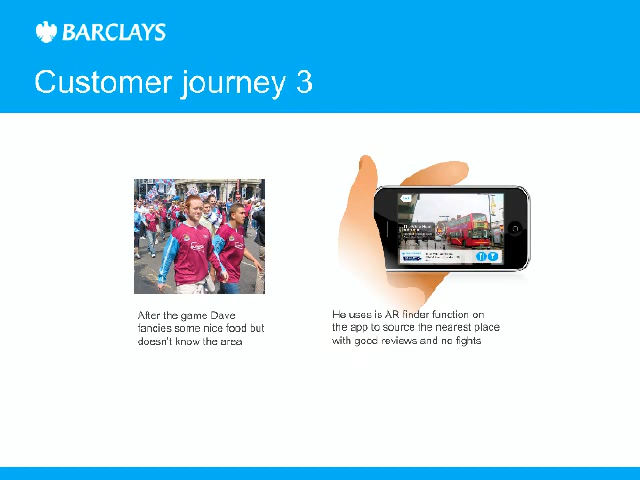 BARCLAYS
Customer journey 3
After the game Dave
fancies some nice food but
doesn't know the area
He uses is AR finder function on
the app to source the nearest place
with good reviews and no fights